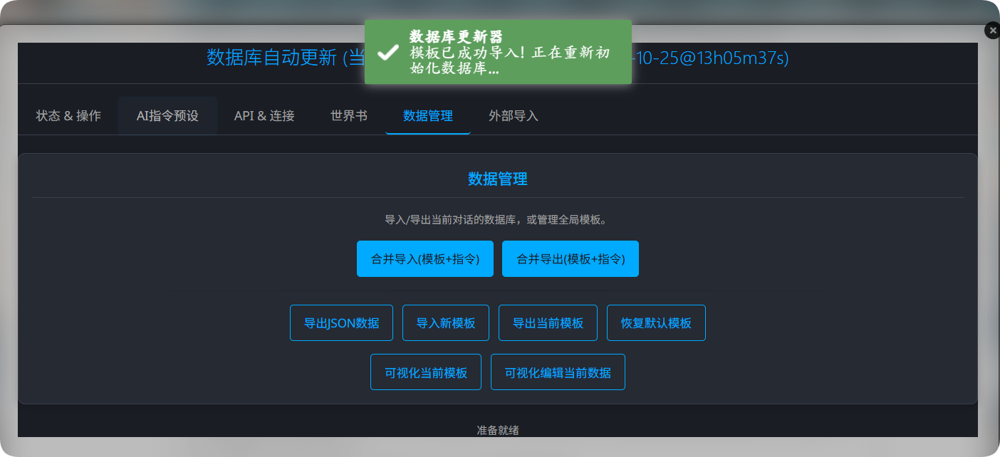 数据库更新器
模板已成功导入! 正在重新初
始化数据库...
数据库自动更新 (当
-10-25@13h05m37s)
状态 & 操作
AI指令预设
API & 连接
世界书
数据管理
外部导入
数据管理
导入/导出当前对话的数据库，或管理全局模板。
合并导入(模板+指令)
合并导出(模板+指令)
导出JSON数据
导入新模板
导出当前模板
恢复默认模板
可视化当前模板
可视化编辑当前数据
准备就绪